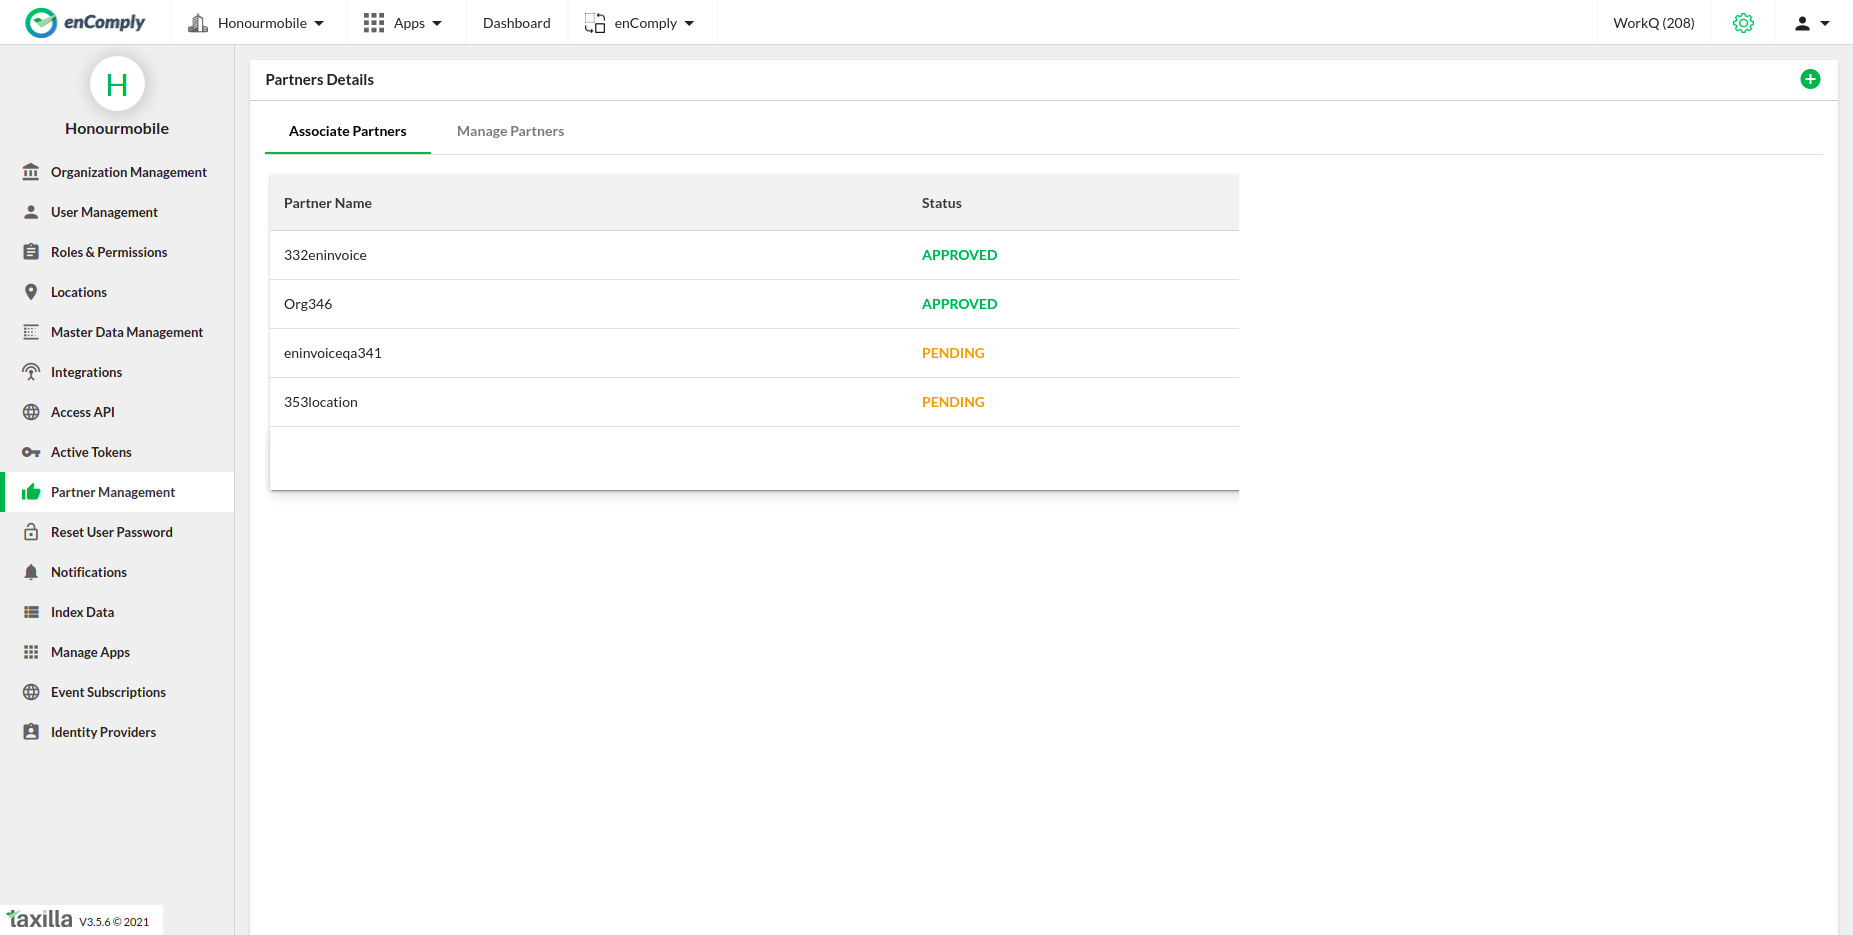 enComply Honourmobile Apps Dashboard enComply WorkQ (208)
H
Honourmobile
Organization Management
User Management
Roles & Permissions
Locations
Master Data Management
Integrations
Access API
Active Tokens
Partner Management
Reset User Password
Notifications
Index Data
Manage Apps
Event Subscriptions
Identity Providers
taxilla V3.5.6 © 2021
Partners Details
Associate Partners Manage Partners
Partner Name Status
332eninvoice APPROVED
Org346 APPROVED
eninvoiceqa341 PENDING
353location PENDING